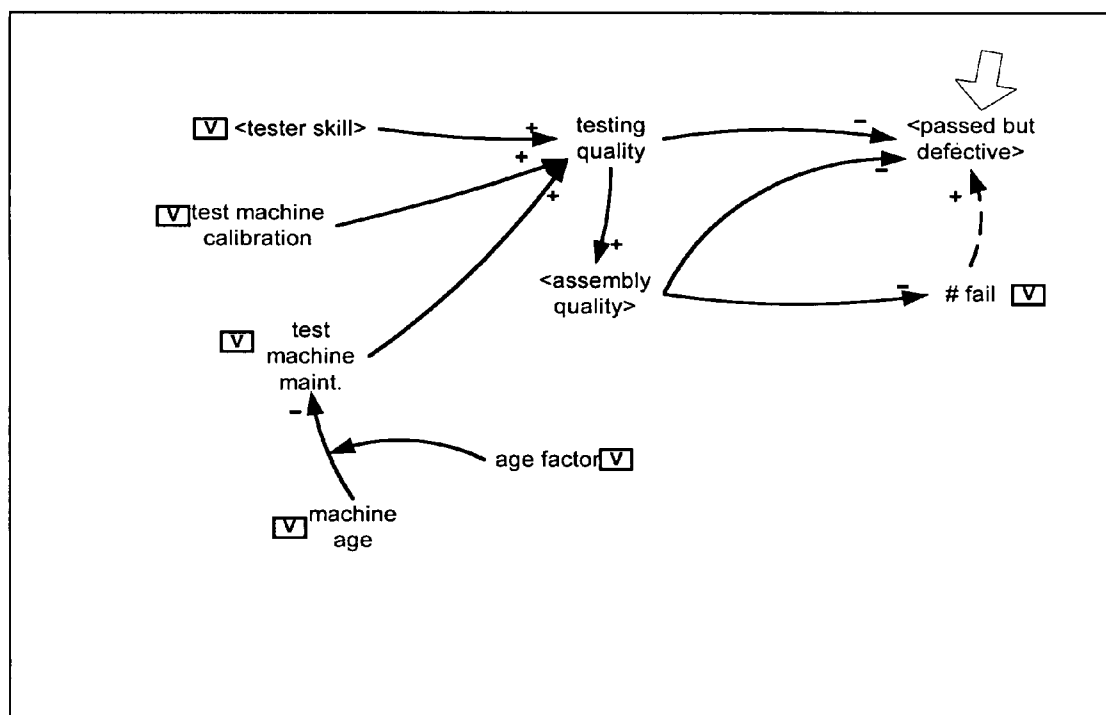 V <tester skill>
+
testing
quality
-
<passed but
defective>
+
+
-
+
V test machine
calibration
+
<assembly
quality>
-
# fail V
V test
machine
maint.
-
age factor V
V machine
age